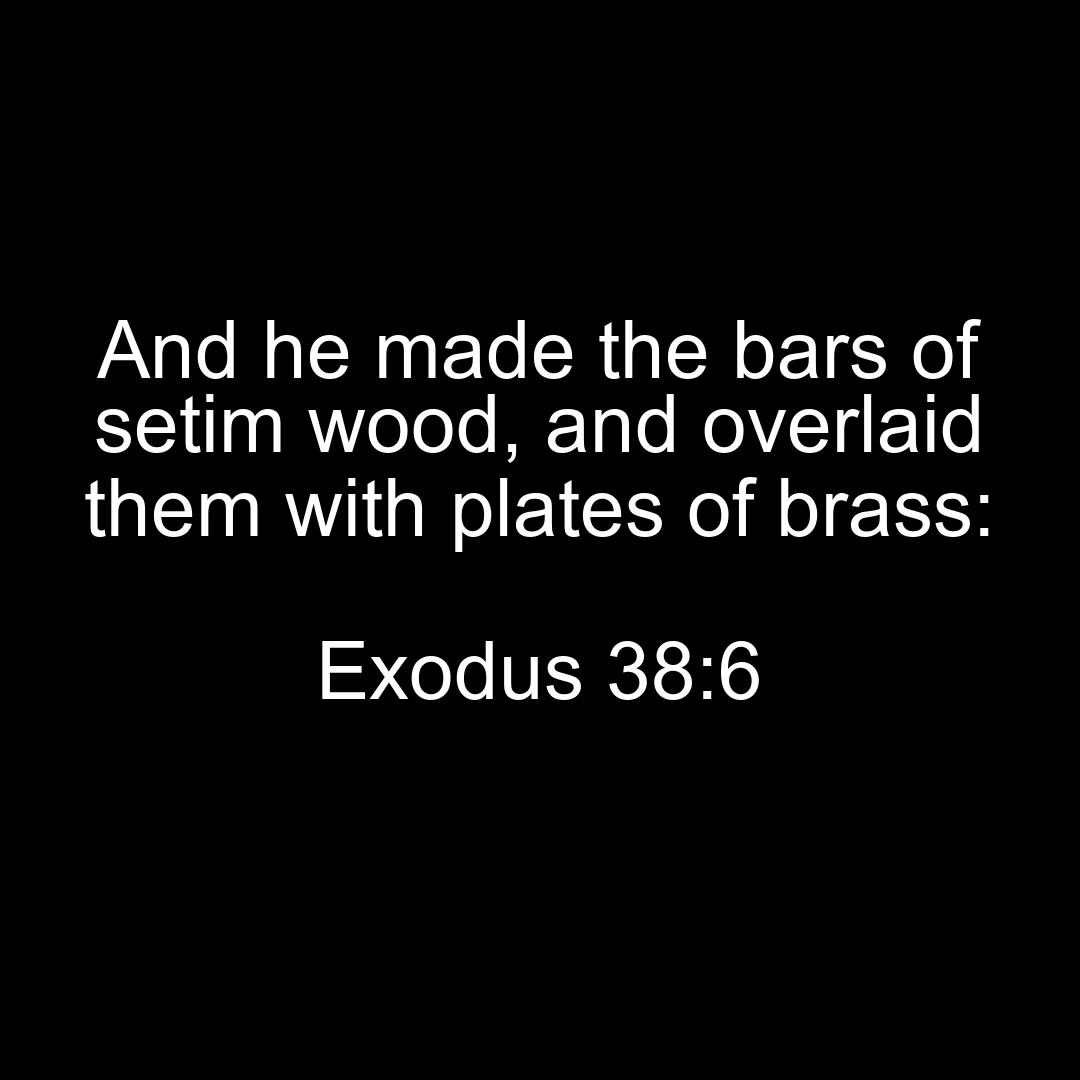 And he made the bars of
setim wood, and overlaid
them with plates of brass:
Exodus 38:6